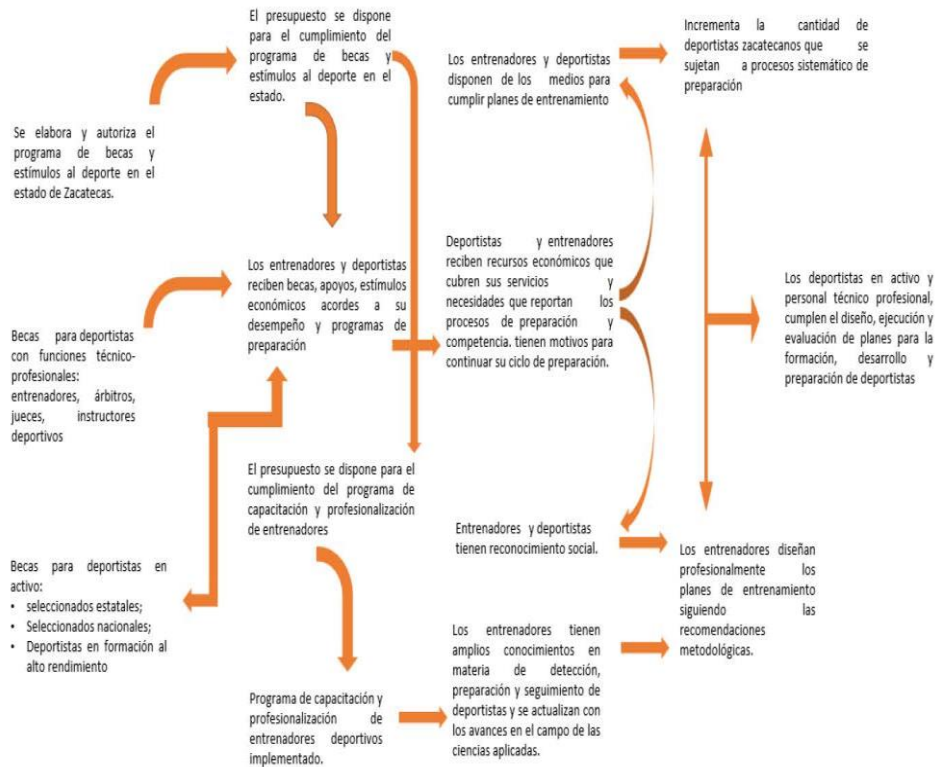 El presupuesto se dispone
para el cumplimiento del
programa de becas y
estímulos al deporte en el
estado.
Se elabora y autoriza el
programa de becas y
estímulos al deporte en el
estado de Zacatecas.
Los entrenadores y deportistas
disponen de los medios para
cumplir planes de entrenamiento
Incrementa la cantidad de
deportistas zacatecanos que se
sujetan a procesos sistemático de
preparación
Becas para deportistas
con funciones técnico-
profesionales:
entrenadores, árbitros,
jueces, instructores
deportivos
Los entrenadores y deportistas
reciben becas, apoyos, estímulos
económicos acordes a su
desempeño y programas de
preparación
Deportistas y entrenadores
reciben recursos económicos que
cubren sus servicios y
necesidades que reportan los
procesos de preparación y
competencia. tienen motivos para
continuar su ciclo de preparación.
Los deportistas en activo y
personal técnico profesional,
cumplen el diseño, ejecución y
evaluación de planes para la
formación, desarrollo y
preparación de deportistas
El presupuesto se dispone para el
cumplimiento del programa de
capacitación y profesionalización
de entrenadores
Becas para deportistas en
activo:
• seleccionados estatales;
• Seleccionados nacionales;
• Deportistas en formación al
alto rendimiento
Entrenadores y deportistas
tienen reconocimiento social.
Los entrenadores diseñan
profesionalmente los
planes de entrenamiento
siguiendo las
recomendaciones
metodológicas.
Programa de capacitación y
profesionalización de
entrenadores deportivos
implementado.
Los entrenadores tienen
amplios conocimientos en
materia de detección,
preparación y seguimiento de
deportistas y se actualizan con
los avances en el campo de las
ciencias aplicadas.